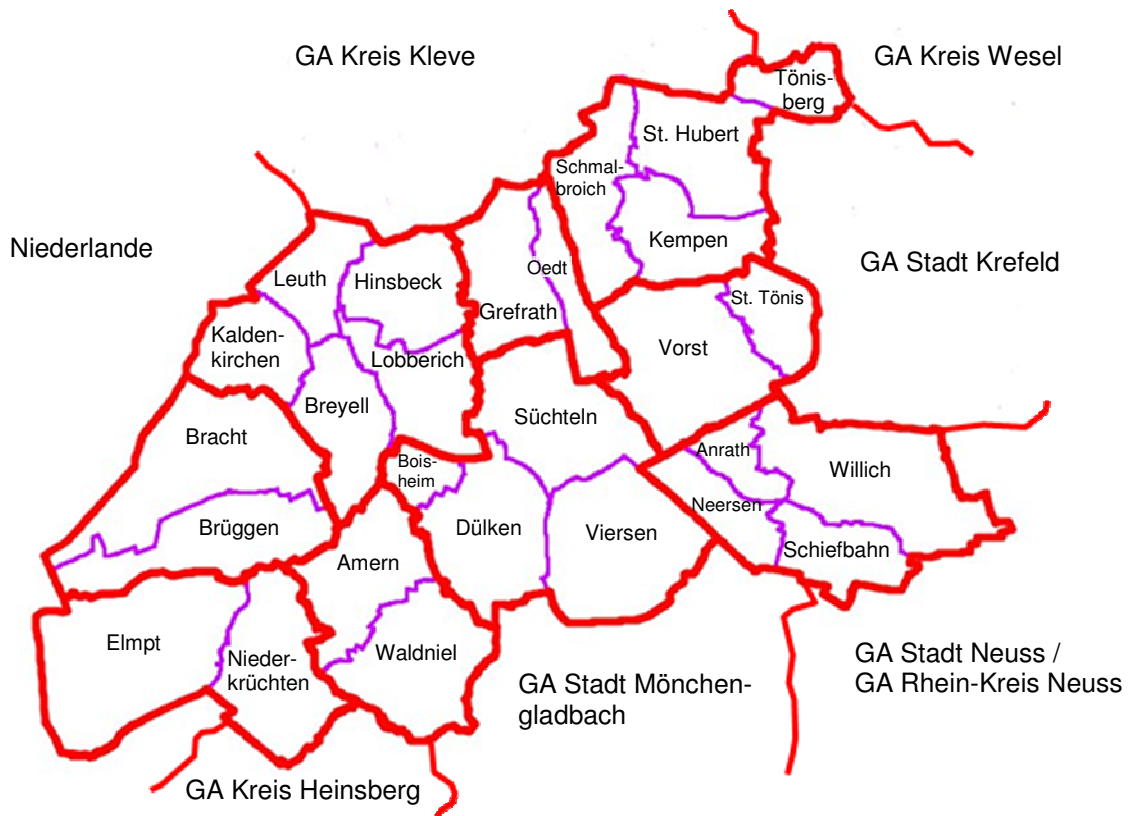 GA Kreis Kleve
GA Kreis Wesel
Tönis-
berg
St. Hubert
Schmal-
broich
Kempen
Niederlande
GA Stadt Krefeld
Leuth
Hinsbeck
Oedt
Grefrath
St. Tönis
Kalden-
kirchen
Lobberich
Vorst
Breyell
Süchteln
Bracht
Anrath
Willich
Bois-
heim
Neersen
Brüggen
Dülken
Viersen
Schiefbahn
Amern
Elmpt
Nieder-
krüchten
Waldniel
GA Stadt Mönchen-
gladbach
GA Stadt Neuss /
GA Rhein-Kreis Neuss
GA Kreis Heinsberg